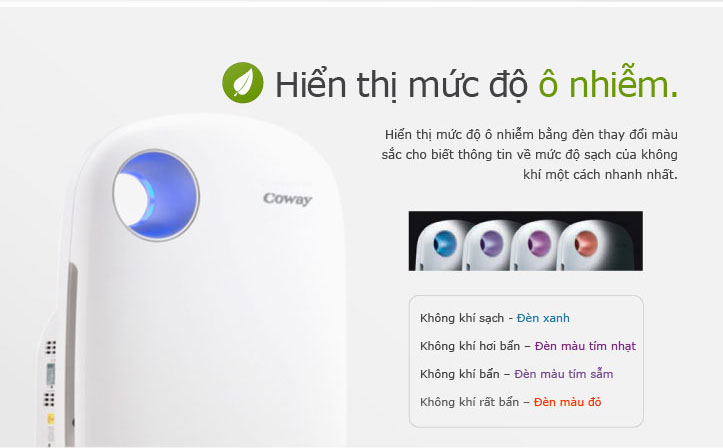 Hiển thị mức độ ô nhiễm.
Hiển thị mức độ ô nhiễm bằng đèn thay đổi màu
sắc cho biết thông tin về mức độ sạch của không
khí một cách nhanh nhất.
Coway
Không khí sạch - Đèn xanh
Không khí hơi bẩn – Đèn màu tím nhạt
Không khí bẩn – Đèn màu tím sẫm
Không khí rất bẩn – Đèn màu đỏ